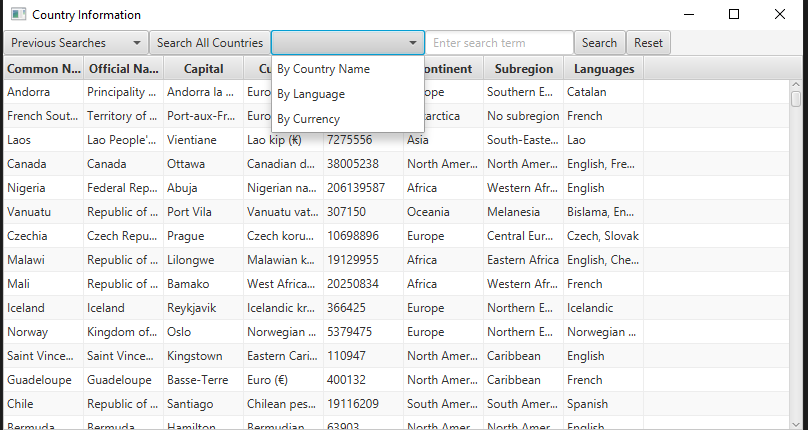 Country Information
Previous Searches Search All Countries Enter search term Search Reset
Common N... Official Na... Capital Cu ontinent Subregion Languages
By Country Name
By Language
By Currency
Andorra Principality ... Andorra la ... Euro ope Southern E... Catalan
French Sout... Territory of ... Port-aux-Fr... Euro arctica No subregion French
Laos Lao People'... Vientiane Lao kip (₭) 7275556 Asia South-Easte... Lao
Canada Canada Ottawa Canadian d... 38005238 North Amer... North Amer... English, Fre...
Nigeria Federal Rep... Abuja Nigerian na... 206139587 Africa Western Afr... English
Vanuatu Republic of ... Port Vila Vanuatu vat... 307150 Oceania Melanesia Bislama, En...
Czechia Czech Repu... Prague Czech koru... 10698896 Europe Central Eur... Czech, Slovak
Malawi Republic of ... Lilongwe Malawian k... 19129955 Africa Eastern Africa English, Che...
Mali Republic of ... Bamako West Africa... 20250834 Africa Western Afr... French
Iceland Iceland Reykjavik Icelandic kr... 366425 Europe Northern E... Icelandic
Norway Kingdom of... Oslo Norwegian ... 5379475 Europe Northern E... Norwegian ...
Saint Vince... Saint Vince... Kingstown Eastern Cari... 110947 North Amer... Caribbean English
Guadeloupe Guadeloupe Basse-Terre Euro (€) 400132 North Amer... Caribbean French
Chile Republic of ... Santiago Chilean pes... 19116209 South Amer... South Amer... Spanish
Bermuda Bermuda Hamilton Bermudian ... 63903 North Amer... North Amer... English